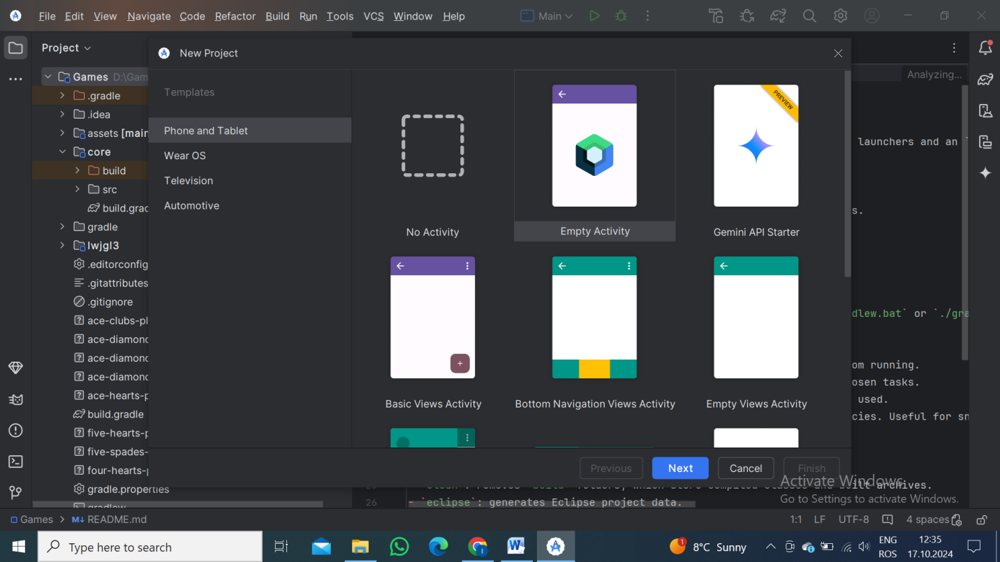 File Edit View Navigate Code Refactor Build Run Tools VCS Window Help
Main
Project
New Project
Games D:\Gam
.gradle
.idea
assets [main
core
build
src
build.grad
gradle
lwjgl3
.editorconfig
.gitattributes
.gitignore
ace-clubs-pl
ace-diamond
ace-diamond
ace-diamond
ace-hearts-p
build.gradle
five-hearts-p
five-spades-
four-hearts-p
gradle.properties
gradlew
Templates
Phone and Tablet
Wear OS
Television
Automotive
No Activity
Empty Activity
PREVIEW
Gemini API Starter
Basic Views Activity
Bottom Navigation Views Activity
Empty Views Activity
Previous Next Cancel Finish
Analyzing...
launchers and an `
s.
dlew.bat` or `./gra
om running.
osen tasks.
used.
cies. Useful for sn
built archives.
26 - `eclipse`: generates Eclipse project data.
Activate Windows
Go to Settings to activate Windows.
Games > M↓ README.md
1:1 LF UTF-8 4 spaces
Type here to search
W
1
8°C Sunny
ENG
ROS
12:35
17.10.2024